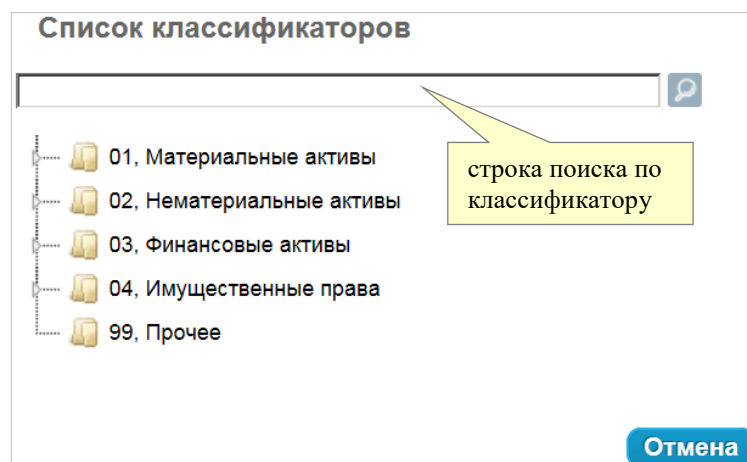 Список классификаторов
01, Материальные активы
строка поиска по
классификатору
02, Нематериальные активы
03, Финансовые активы
04, Имущественные права
99, Прочее
Отмена